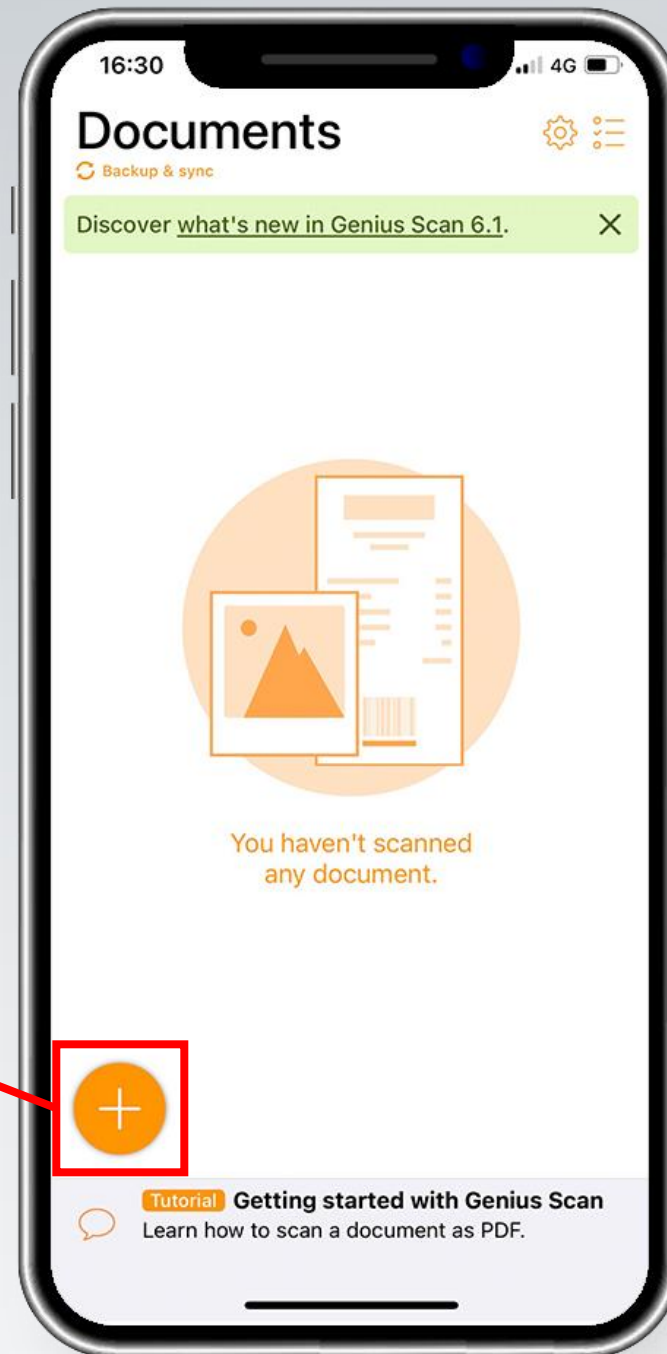 16:30
4G
Documents
Backup & sync
Discover what's new in Genius Scan 6.1.
You haven't scanned
any document.
Tutorial Getting started with Genius Scan
Learn how to scan a document as PDF.